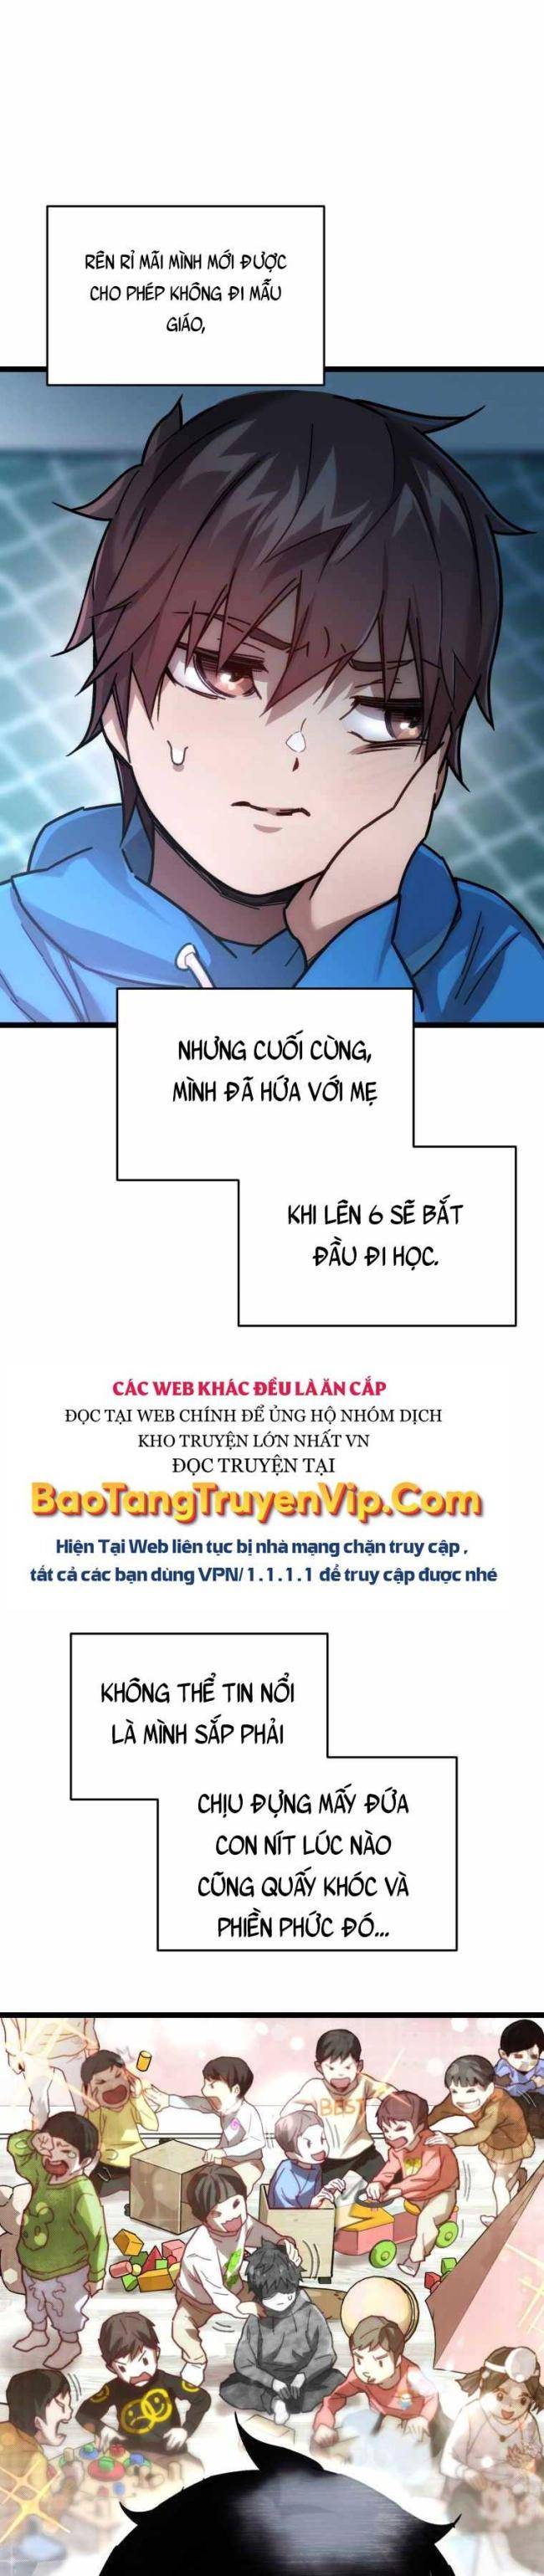 RÊN RỈ MÃI MÌNH MỚI ĐƯỢC
CHO PHÉP KHÔNG ĐI MẪU
GIÁO,
NHƯNG CUỐI CÙNG,
MÌNH ĐÃ HỨA VỚI MẸ
KHI LÊN 6 SẼ BẮT
ĐẦU ĐI HỌC.
CÁC WEB KHÁC ĐỀU LÀ ĂN CẮP
ĐỌC TẠI WEB CHÍNH ĐỂ ỦNG HỘ NHÓM DỊCH
KHO TRUYỆN LỚN NHẤT VN
ĐỌC TRUYỆN TẠI
BaoTangTruyenVip.Com
Hiện Tại Web liên tục bị nhà mạng chặn truy cập,
tất cả các bạn dùng VPN/1.1.1.1 để truy cập được nhé
KHÔNG THỂ TIN NỔI
LÀ MÌNH SẮP PHẢI
CHỊU ĐỰNG MẤY ĐỨA
CON NÍT LÚC NÀO
CŨNG QUẤY KHÓC VÀ
PHIỀN PHỨC ĐÓ...
BEST